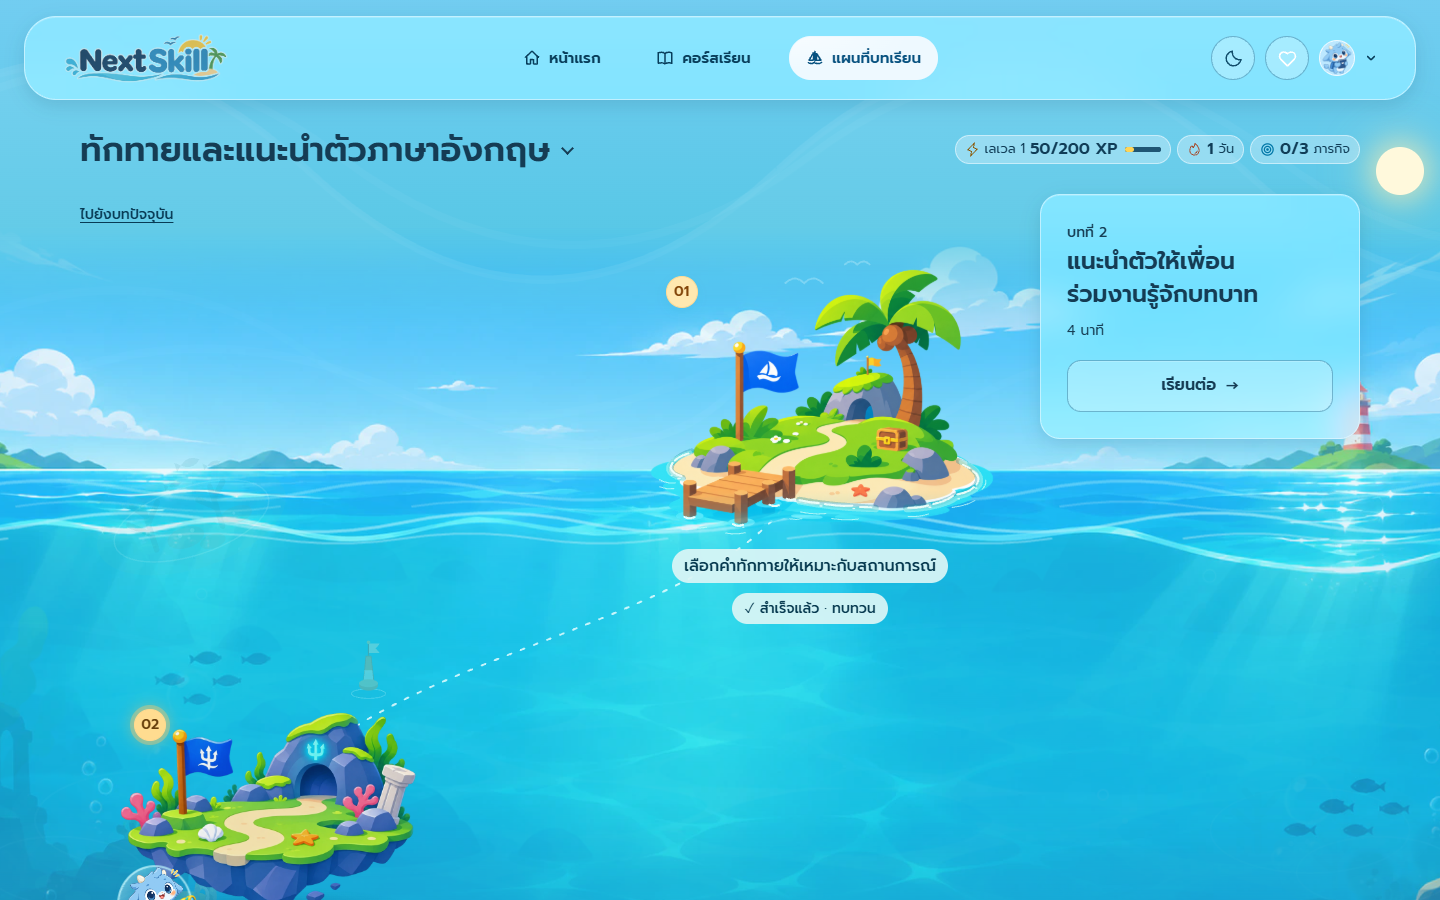 Next Skill
หน้าแรก
คอร์สเรียน
แผนที่บทเรียน
ทักทายและแนะนำตัวภาษาอังกฤษ
เลเวล 1 50/200 XP
1 วัน
0/3 ภารกิจ
ไปยังบทปัจจุบัน
บทที่ 2
แนะนำตัวให้เพื่อน
ร่วมงานรู้จักบทบาท
4 นาที
เรียนต่อ →
01
เลือกคำทักทายให้เหมาะกับสถานการณ์
✓ สำเร็จแล้ว · ทบทวน
02